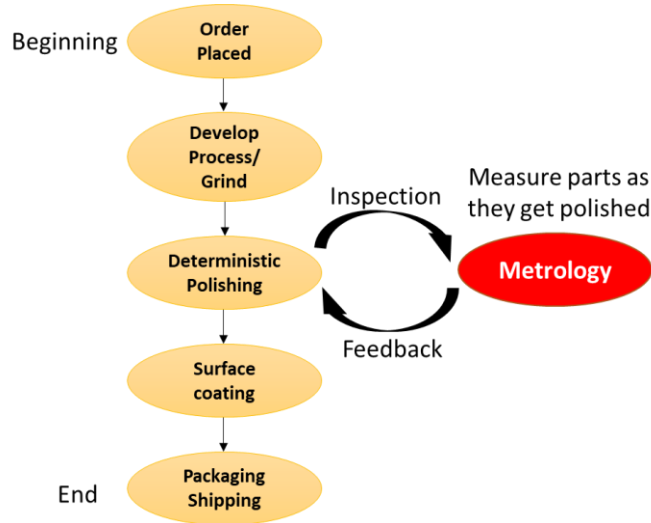 Beginning
Order
Placed
Develop
Process/
Grind
Inspection
Measure parts as
they get polished
Deterministic
Polishing
Metrology
Feedback
Surface
coating
End
Packaging
Shipping